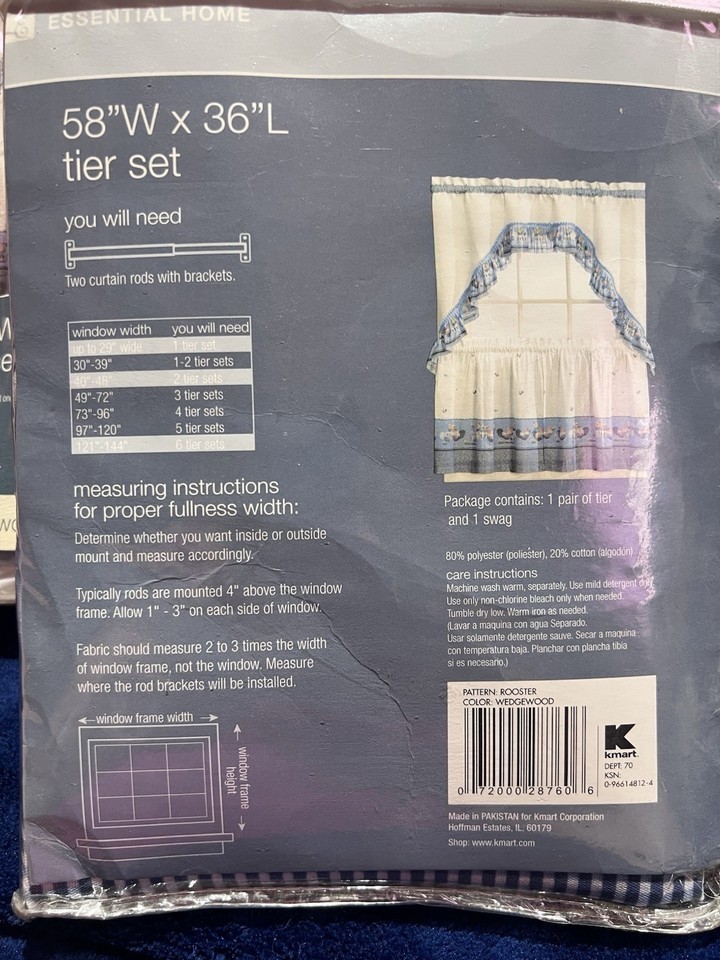 ESSENTIAL HOME
58"W x 36"L
tier set
you will need
Two curtain rods with brackets.
window width you will need
up to 29" wide 1 tier set
30"-39" 1-2 tier sets
40"-48" 2 tier sets
49"-72" 3 tier sets
73"-96" 4 tier sets
97"-120" 5 tier sets
121"-144" 6 tier sets
measuring instructions
for proper fullness width:
Determine whether you want inside or outside
mount and measure accordingly.
Typically rods are mounted 4" above the window
frame. Allow 1" - 3" on each side of window.
Fabric should measure 2 to 3 times the width
of window frame, not the window. Measure
where the rod brackets will be installed.
window frame width
window frame
height
Package contains: 1 pair of tier
and 1 swag
80% polyester (poliéster), 20% cotton (algodón)
care instructions
Machine wash warm, separately. Use mild detergent
Use only non-chlorine bleach only when needed.
Tumble dry low. Warm iron as needed.
(Lavar a maquina con agua Separado.
Usar solamente detergente sauve. Secar a maquina
con temperatura baja. Planchar con plancha tibia
si es necesario.)
PATTERN: ROOSTER
COLOR: WEDGEWOOD
0 72000 28760 6
K
kmart.
DEPT: 70
KSN:
0-96614812-4
Made in PAKISTAN for Kmart Corporation
Hoffman Estates, IL. 60179
Shop: www.kmart.com